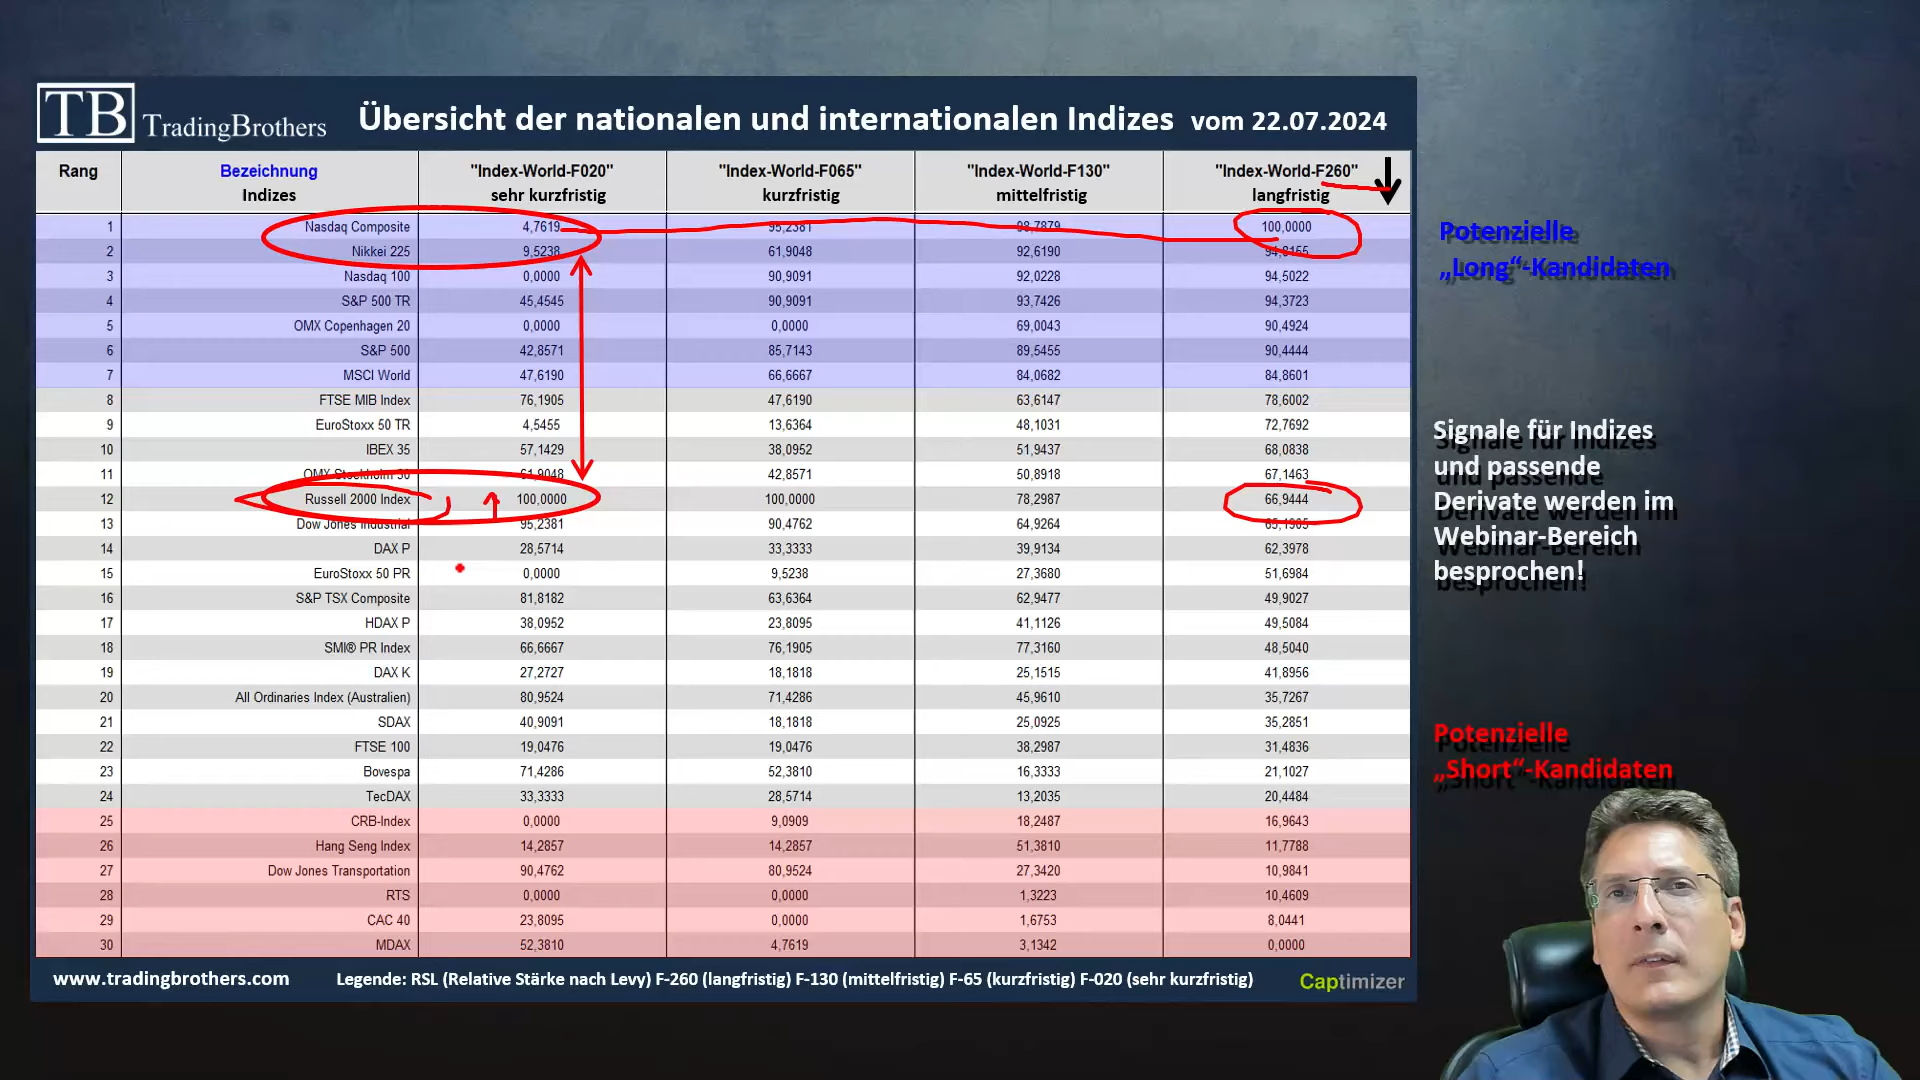 TB TradingBrothers Übersicht der nationalen und internationalen Indizes vom 22.07.2024
Rang Bezeichnung "Index-World-F020" "Index-World-F065" "Index-World-F130" "Index-World-F260"
Indizes sehr kurzfristig kurzfristig mittelfristig langfristig
1 Nasdaq Composite 4,7619 95,2381 98,7879 100,0000
2 Nikkei 225 9,5238 61,9048 92,6190 94,8155
3 Nasdaq 100 0,0000 90,9091 92,0228 94,5022
4 S&P 500 TR 45,4545 90,9091 93,7426 94,3723
5 OMX Copenhagen 20 0,0000 0,0000 69,0043 90,4924
6 S&P 500 42,8571 85,7143 89,5455 90,4444
7 MSCI World 47,6190 66,6667 84,0682 84,8601
8 FTSE MIB Index 76,1905 47,6190 63,6147 78,6002
9 EuroStoxx 50 TR 4,5455 13,6364 48,1031 72,7692
10 IBEX 35 57,1429 38,0952 51,9437 68,0838
11 OMX Stockholm 30 61,9048 42,8571 50,8918 67,1463
12 Russell 2000 Index 100,0000 100,0000 78,2987 66,9444
13 Dow Jones Industrial 95,2381 90,4762 64,9264 65,1965
14 DAX P 28,5714 33,3333 39,9134 62,3978
15 EuroStoxx 50 PR 0,0000 9,5238 27,3680 51,6984
16 S&P TSX Composite 81,8182 63,6364 62,9477 49,9027
17 HDAX P 38,0952 23,8095 41,1126 49,5084
18 SMI® PR Index 66,6667 76,1905 77,3160 48,5040
19 DAX K 27,2727 18,1818 25,1515 41,8956
20 All Ordinaries Index (Australien) 80,9524 71,4286 45,9610 35,7267
21 SDAX 40,9091 18,1818 25,0925 35,2851
22 FTSE 100 19,0476 19,0476 38,2987 31,4836
23 Bovespa 71,4286 52,3810 16,3333 21,1027
24 TecDAX 33,3333 28,5714 13,2035 20,4484
25 CRB-Index 0,0000 9,0909 18,2487 16,9643
26 Hang Seng Index 14,2857 14,2857 51,3810 11,7788
27 Dow Jones Transportation 90,4762 80,9524 27,3420 10,9841
28 RTS 0,0000 0,0000 1,3223 10,4609
29 CAC 40 23,8095 0,0000 1,6753 8,0441
30 MDAX 52,3810 4,7619 3,1342 0,0000
www.tradingbrothers.com Legende: RSL (Relative Stärke nach Levy) F-260 (langfristig) F-130 (mittelfristig) F-65 (kurzfristig) F-020 (sehr kurzfristig) Captimizer
Potenzielle
„Long“-Kandidaten
Signale für Indizes
und passende
Derivate werden im
Webinar-Bereich
besprochen!
Potenzielle
„Short“-Kandidaten